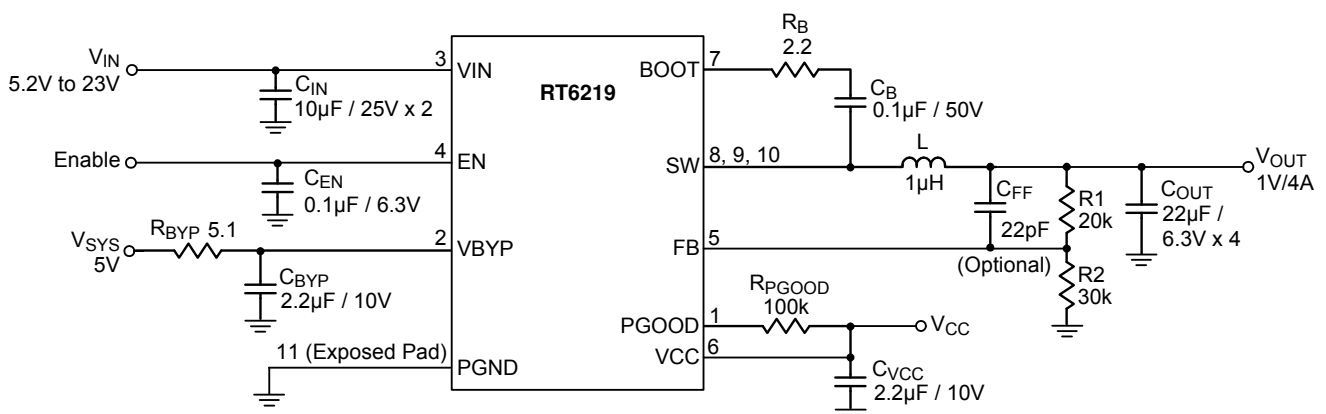 VIN
5.2V to 23V
CIN
10µF / 25V x 2
3
VIN
Enable
CEN
0.1µF / 6.3V
4
EN
VSYS
5V
RBYP 5.1
CBYP
2.2µF / 10V
2
VBYP
11 (Exposed Pad)
PGND
RT6219
BOOT
7
RB
2.2
CB
0.1µF / 50V
SW
8, 9, 10
L
1µH
CFF
22pF
(Optional)
R1
20k
R2
30k
COUT
22µF /
6.3V x 4
VOUT
1V/4A
FB
5
PGOOD
1
RPGOOD
100k
VCC
VCC
6
CVCC
2.2µF / 10V